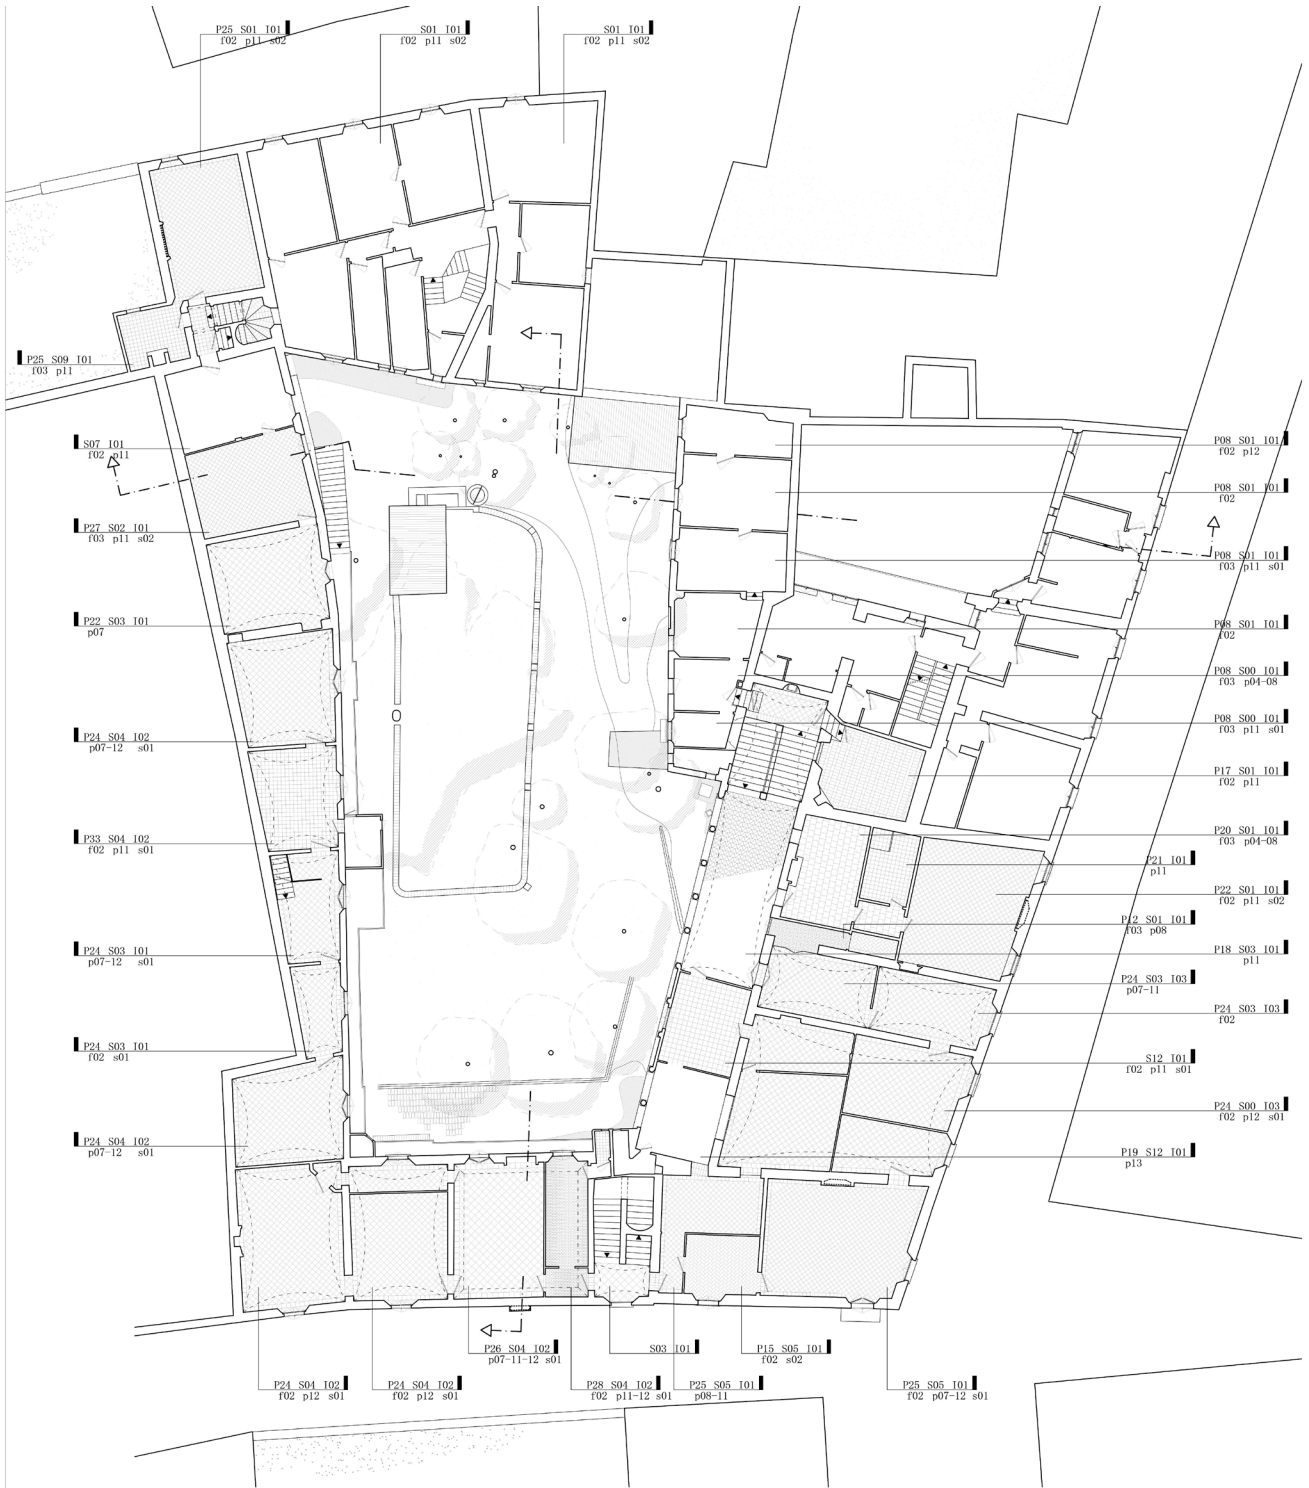 P25 S01 I01
f02 p11 s02
S01 I01
f02 p11 s02
S01 I01
f02 p11 s02
P25 S09 I01
f03 p11
S07 I01
f02 p11
P27 S02 I01
f03 p11 s02
P22 S03 I01
p07
P24 S04 I02
p07-12 s01
P33 S04 I02
f02 p11 s01
P24 S03 I01
p07-12 s01
P24 S03 I01
f02 s01
P24 S04 I02
p07-12 s01
P08 S01 I01
f02 p12
P08 S01 I01
f02
P08 S01 I01
f03 p11 s01
P08 S01 I01
f02
P08 S00 I01
f03 p04-08
P08 S00 I01
f03 p11 s01
P17 S01 I01
f02 p11
P20 S01 I01
f03 p04-08
P21 I01
p11
P22 S01 I01
f02 p11 s02
P12 S01 I01
f03 p08
P18 S03 I01
p11
P24 S03 I03
p07-11
P24 S03 I03
f02
S12 I01
f02 p11 s01
P24 S00 I03
f02 p12 s01
P19 S12 I01
p13
P26 S04 I02
p07-11-12 s01
S03 I01
P15 S05 I01
f02 s02
P24 S04 I02
f02 p12 s01
P24 S04 I02
f02 p12 s01
P28 S04 I02
f02 p11-12 s01
P25 S05 I01
p08-11
P25 S05 I01
f02 p07-12 s01